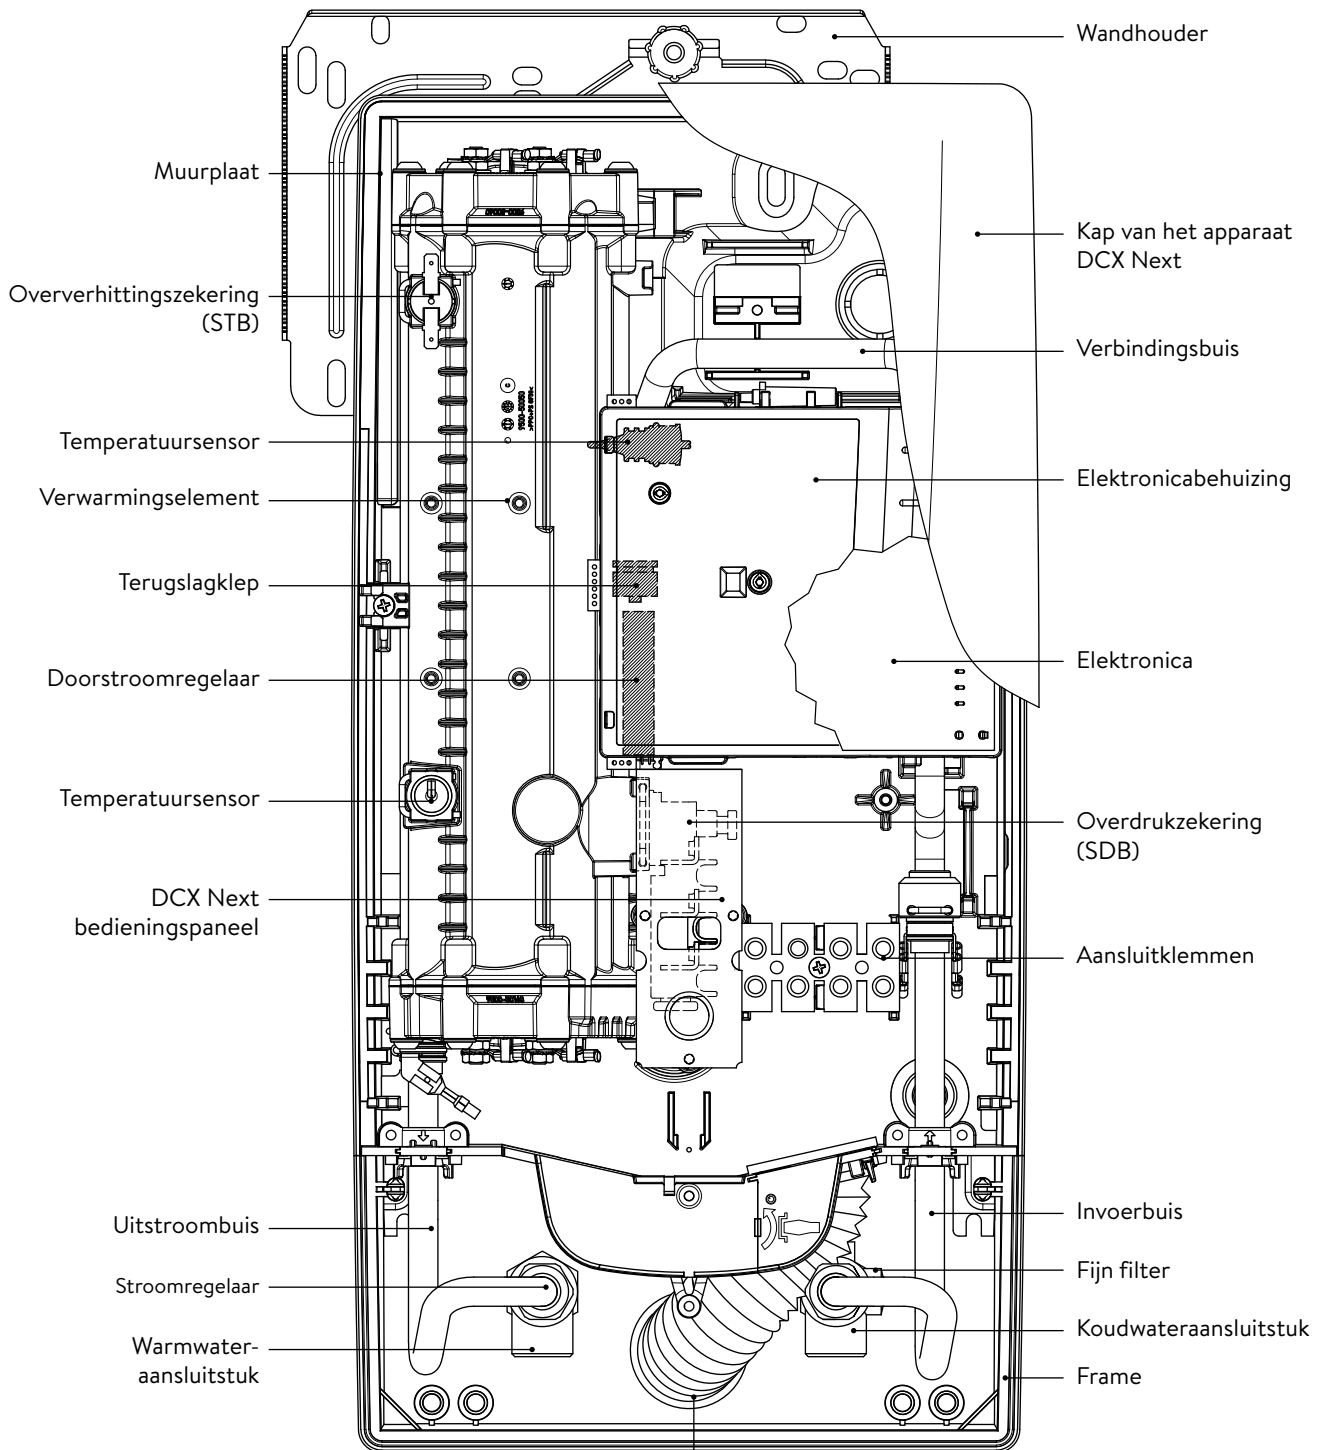 Wandhouder
Muurplaat
Kap van het apparaat
DCX Next
Oververhittingszekering
(STB)
Verbindingsbuis
Temperatuursensor
Elektronicabehuizing
Verwarmingselement
Terugslagklep
Elektronica
Doorstroomregelaar
Temperatuursensor
Overdrukzekering
(SDB)
DCX Next
bedieningspaneel
Aansluitklemmen
Uitstroombuis
Invoerbuis
Stroomregelaar
Fijn filter
Warmwater-
aansluitstuk
Koudwateraansluitstuk
Frame